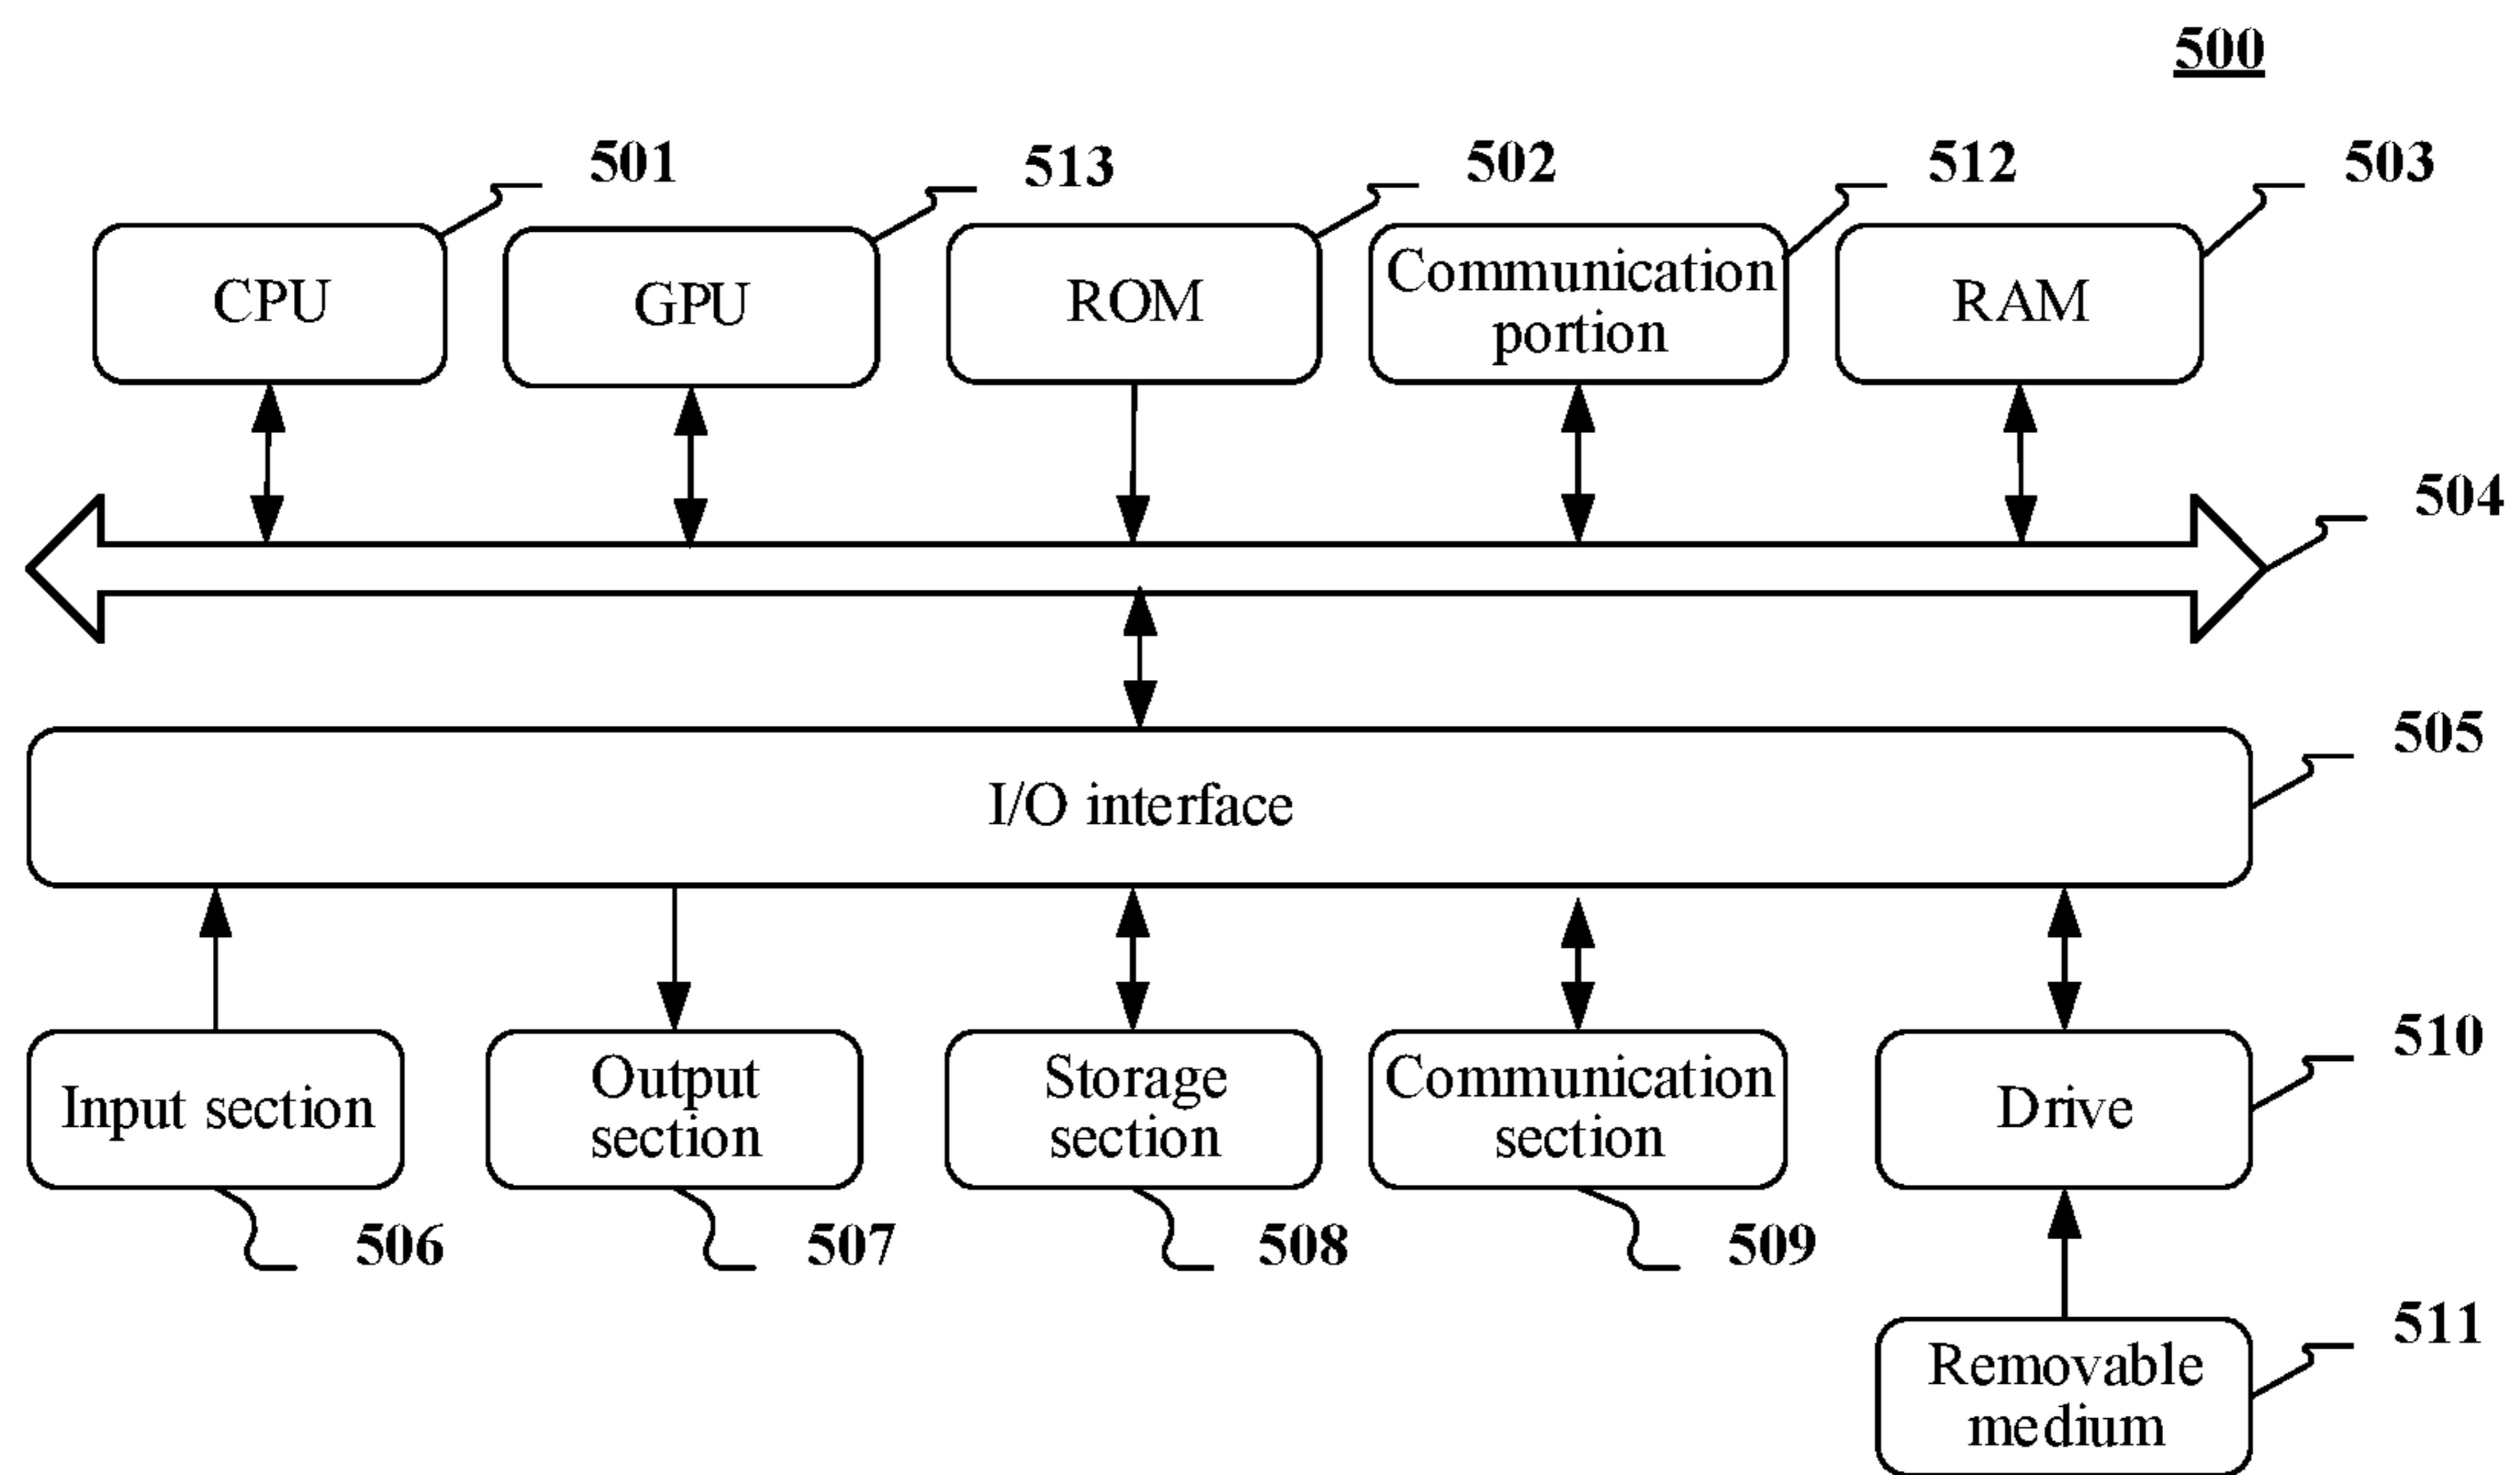 500
501
513
502
512
503
CPU
GPU
ROM
Communication
portion
RAM
504
505
I/O interface
510
Input section
Output
section
Storage
section
Communication
section
Drive
506
507
508
509
511
Removable
medium